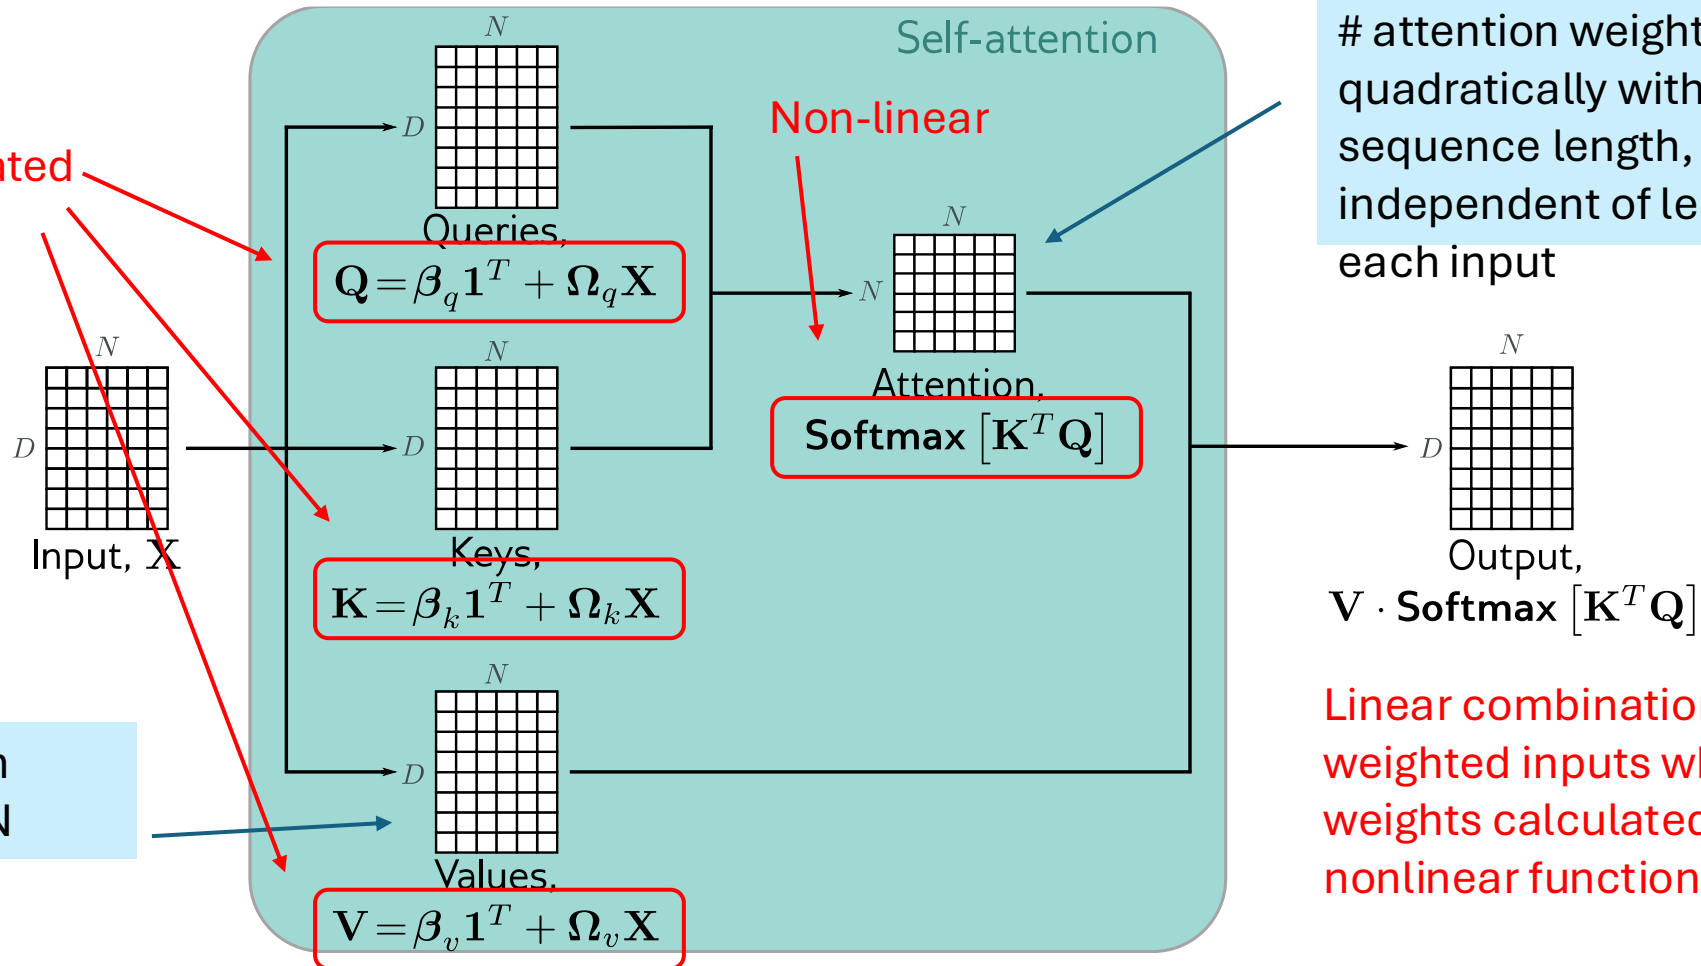 N
Self-attention
# attention weight
quadratically with
sequence length,
independent of le
each input
Non-linear
D
ated
Queries,
Q=β_q 1^T + Ω_q X
N
N
Attention,
Softmax [K^T Q]
N
D
Input, X
N
D
Keys,
K=β_k 1^T + Ω_k X
N
D
Output,
V · Softmax [K^T Q]
N
D
Values,
V=β_v 1^T + Ω_v X
N
Linear combination
weighted inputs w
weights calculated
nonlinear function